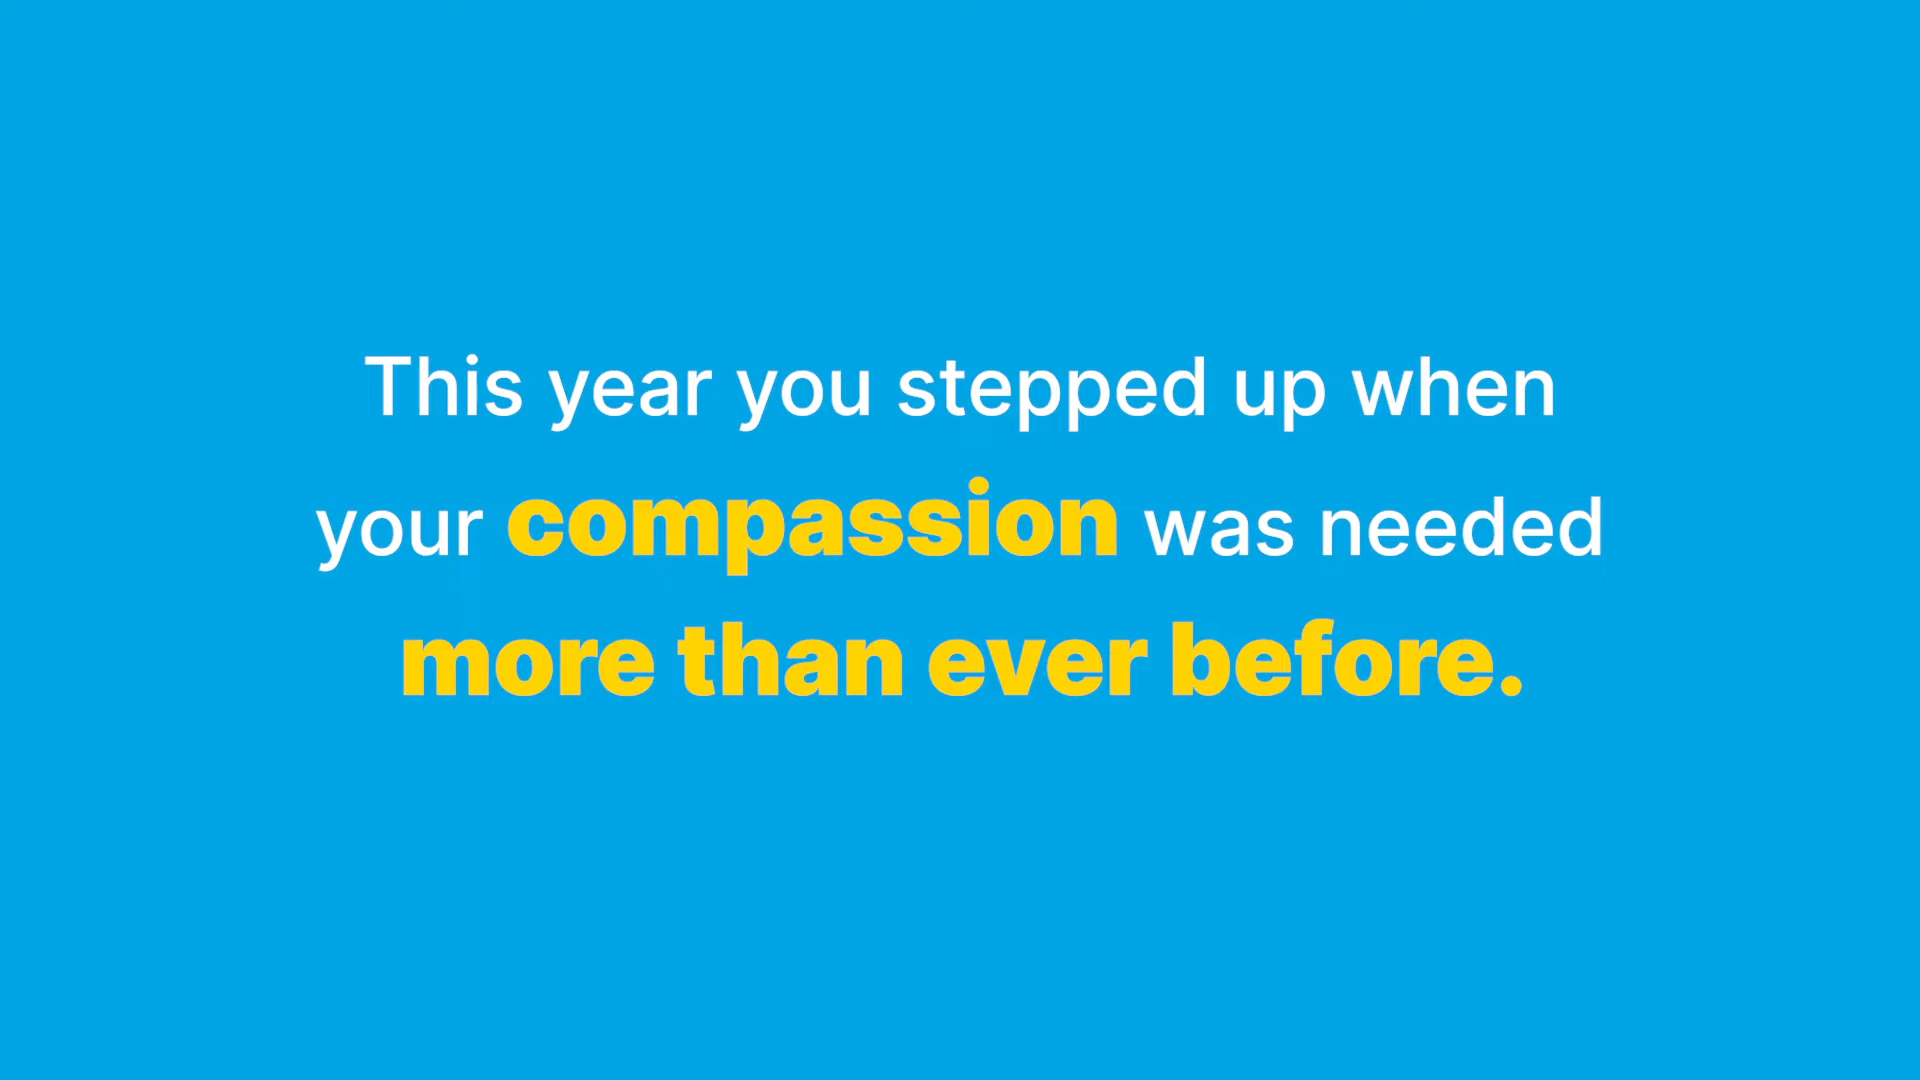 This year you stepped up when
your compassion was needed
more than ever before.